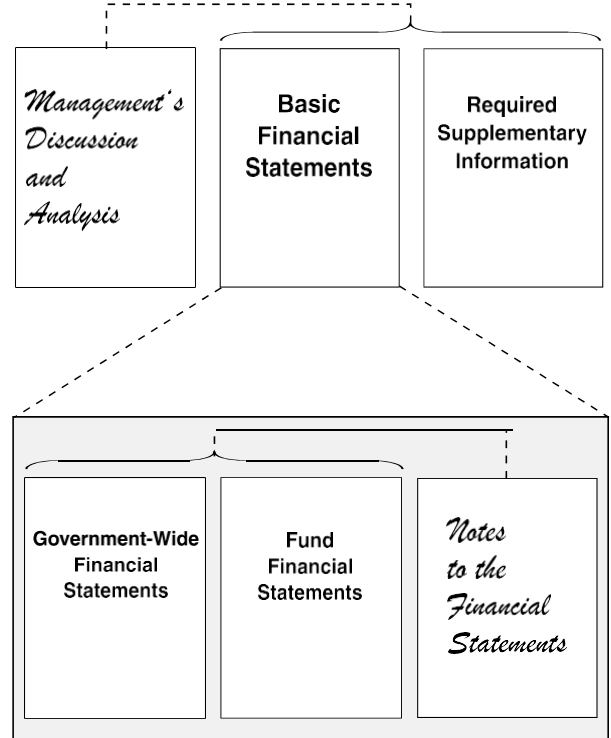 Management's
Discussion
and
Analysis
Basic
Financial
Statements
Required
Supplementary
Information
Government-Wide
Financial
Statements
Fund
Financial
Statements
Notes
to the
Financial
Statements